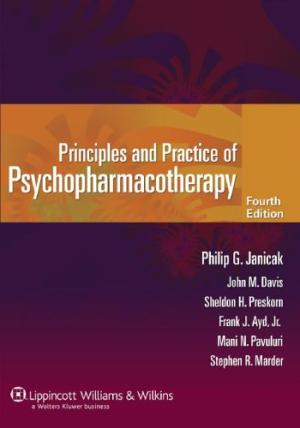 Principles and Practice of
Psychopharmacotherapy
Fourth
Edition
Philip G. Janicak
John M. Davis
Sheldon H. Preskorn
Frank J. Ayd, Jr.
Mani N. Pavuluri
Stephen R. Marder
Lippincott Williams & Wilkins
a Wolters Kluwer business